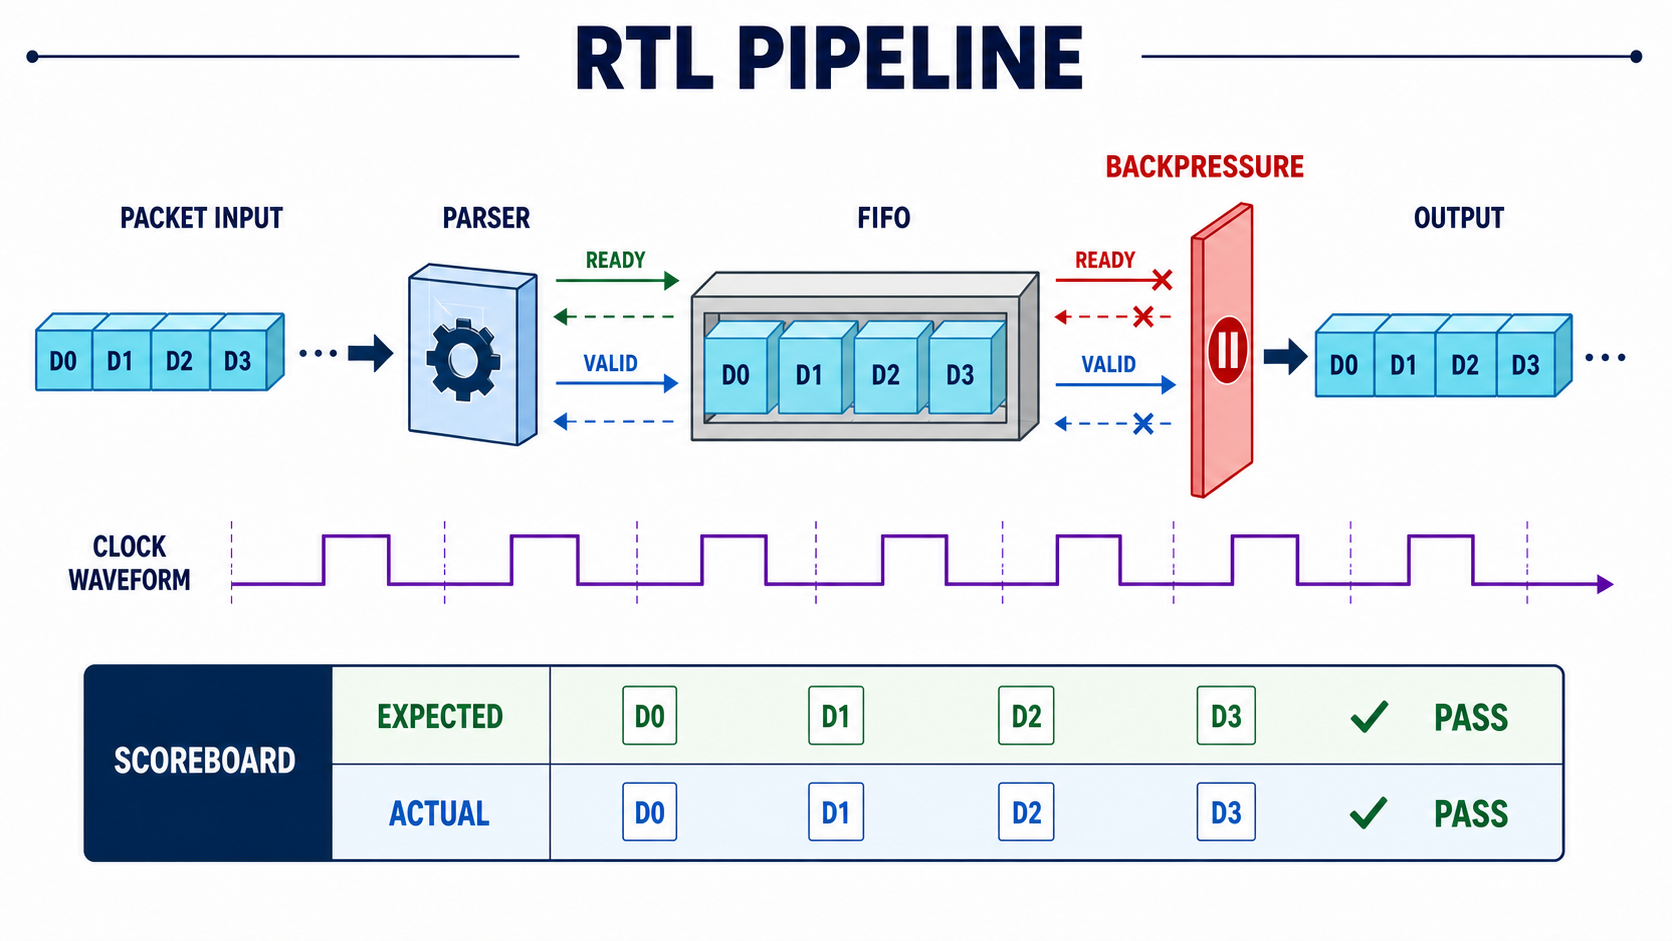 RTL PIPELINE
BACKPRESSURE
PACKET INPUT
PARSER
FIFO
OUTPUT
READY
READY
D0 D1 D2 D3
VALID
D0 D1 D2 D3
VALID
D0 D1 D2 D3
CLOCK
WAVEFORM
SCOREBOARD
EXPECTED D0 D1 D2 D3 PASS
ACTUAL D0 D1 D2 D3 PASS